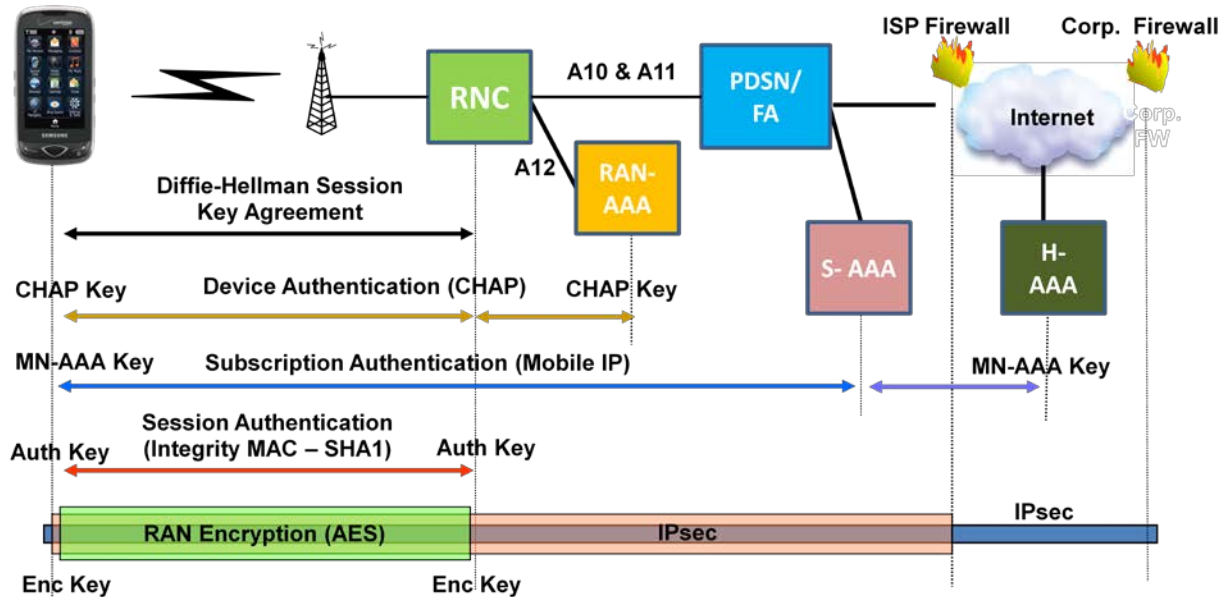 ISP Firewall
Corp. Firewall
A10 & A11
RNC
PDSN/
FA
Internet
Corp.
FW
A12
RAN-
AAA
Diffie-Hellman Session
Key Agreement
S- AAA
H-
AAA
CHAP Key
Device Authentication (CHAP)
CHAP Key
MN-AAA Key
Subscription Authentication (Mobile IP)
MN-AAA Key
Session Authentication
(Integrity MAC – SHA1)
Auth Key
Auth Key
RAN Encryption (AES)
IPsec
IPsec
Enc Key
Enc Key
SAMSUNG